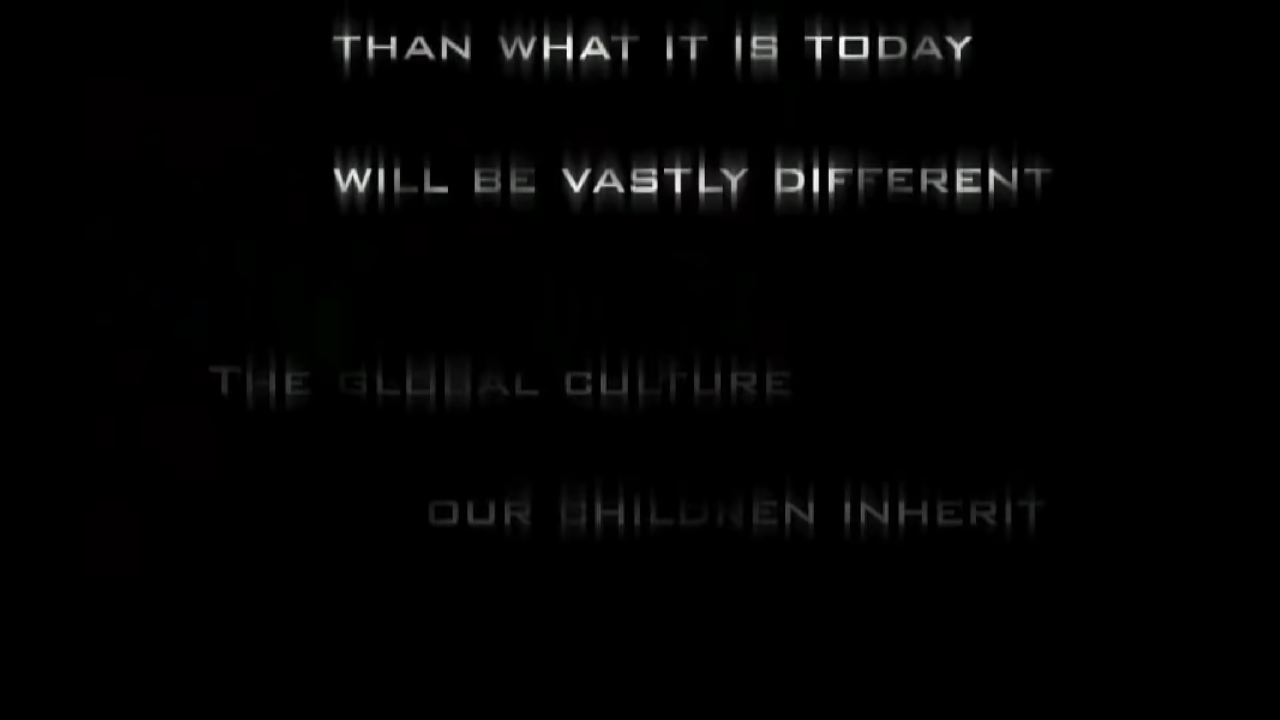 THAN WHAT IT IS TODAY
WILL BE VASTLY DIFFERENT
THE GLOBAL CULTURE
OUR CHILDREN INHERIT